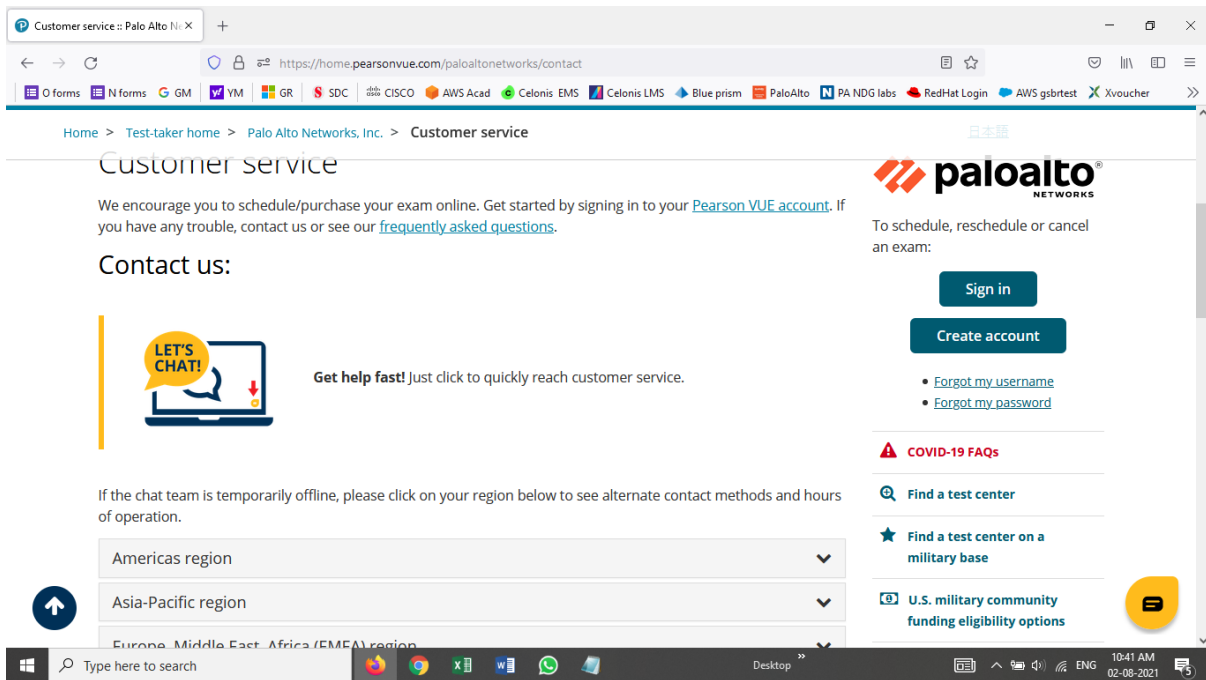 Customer service :: Palo Alto Ne
https://home.pearsonvue.com/paloaltonetworks/contact
O forms N forms G GM YM GR SDC CISCO AWS Acad Celonis EMS Celonis LMS Blue prism PaloAlto PA NDG labs RedHat Login AWS gsbrtest Xvoucher
Home > Test-taker home > Palo Alto Networks, Inc. > Customer service
日本語
Customer service
We encourage you to schedule/purchase your exam online. Get started by signing in to your Pearson VUE account. If
you have any trouble, contact us or see our frequently asked questions.
Contact us:
LET'S
CHAT!
Get help fast! Just click to quickly reach customer service.
If the chat team is temporarily offline, please click on your region below to see alternate contact methods and hours
of operation.
Americas region
Asia-Pacific region
Europe, Middle East, Africa (EMEA) region
paloalto®
NETWORKS
To schedule, reschedule or cancel
an exam:
Sign in
Create account
Forgot my username
Forgot my password
COVID-19 FAQs
Find a test center
Find a test center on a
military base
U.S. military community
funding eligibility options
Type here to search
Desktop
ENG
10:41 AM
02-08-2021
5